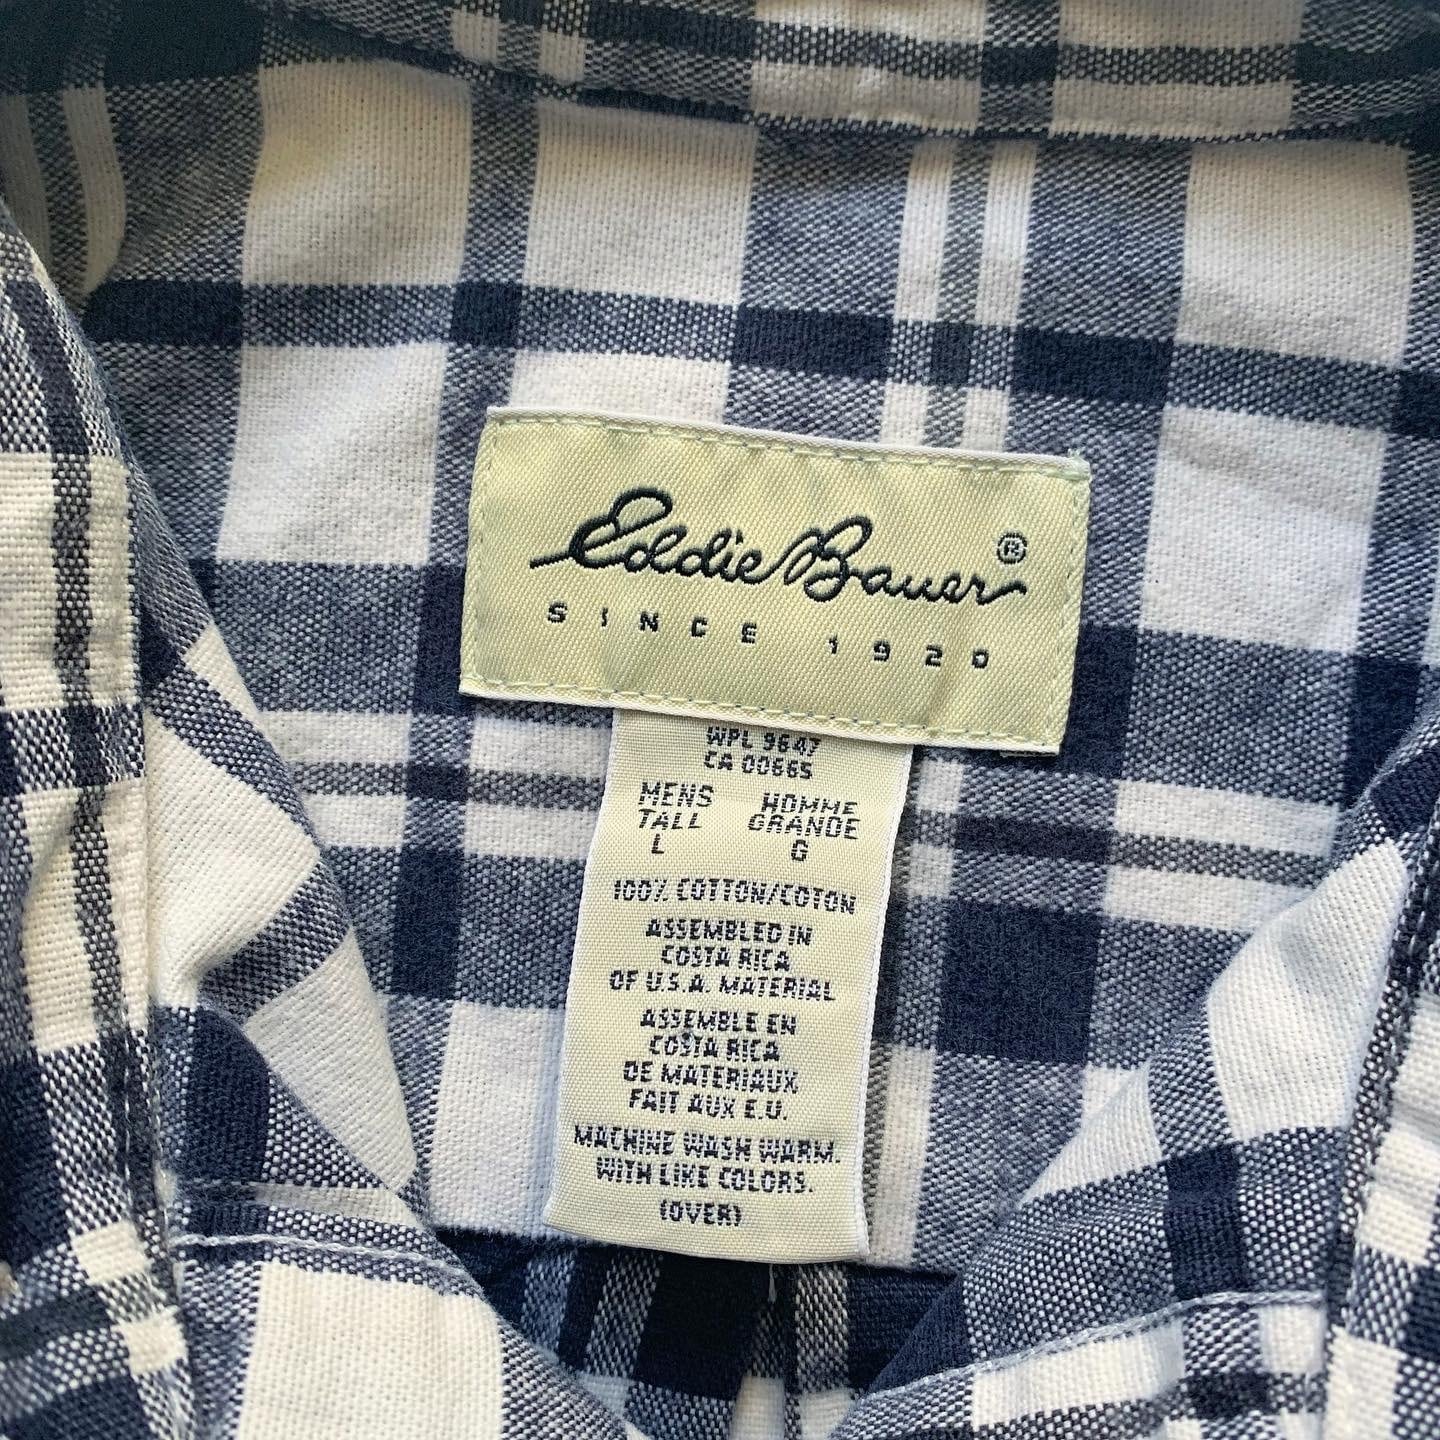 Eddie Bauer ®
SINCE 1920
WPL 9647
CA 00665
MENS HOMME
TALL GRANDE
L G
100% COTTON/COTON
ASSEMBLED IN
COSTA RICA
OF U.S.A. MATERIAL
ASSEMBLE EN
COSTA RICA
DE MATERIAUX
FAIT AUX E.U.
MACHINE WASH WARM.
WITH LIKE COLORS.
(OVER)